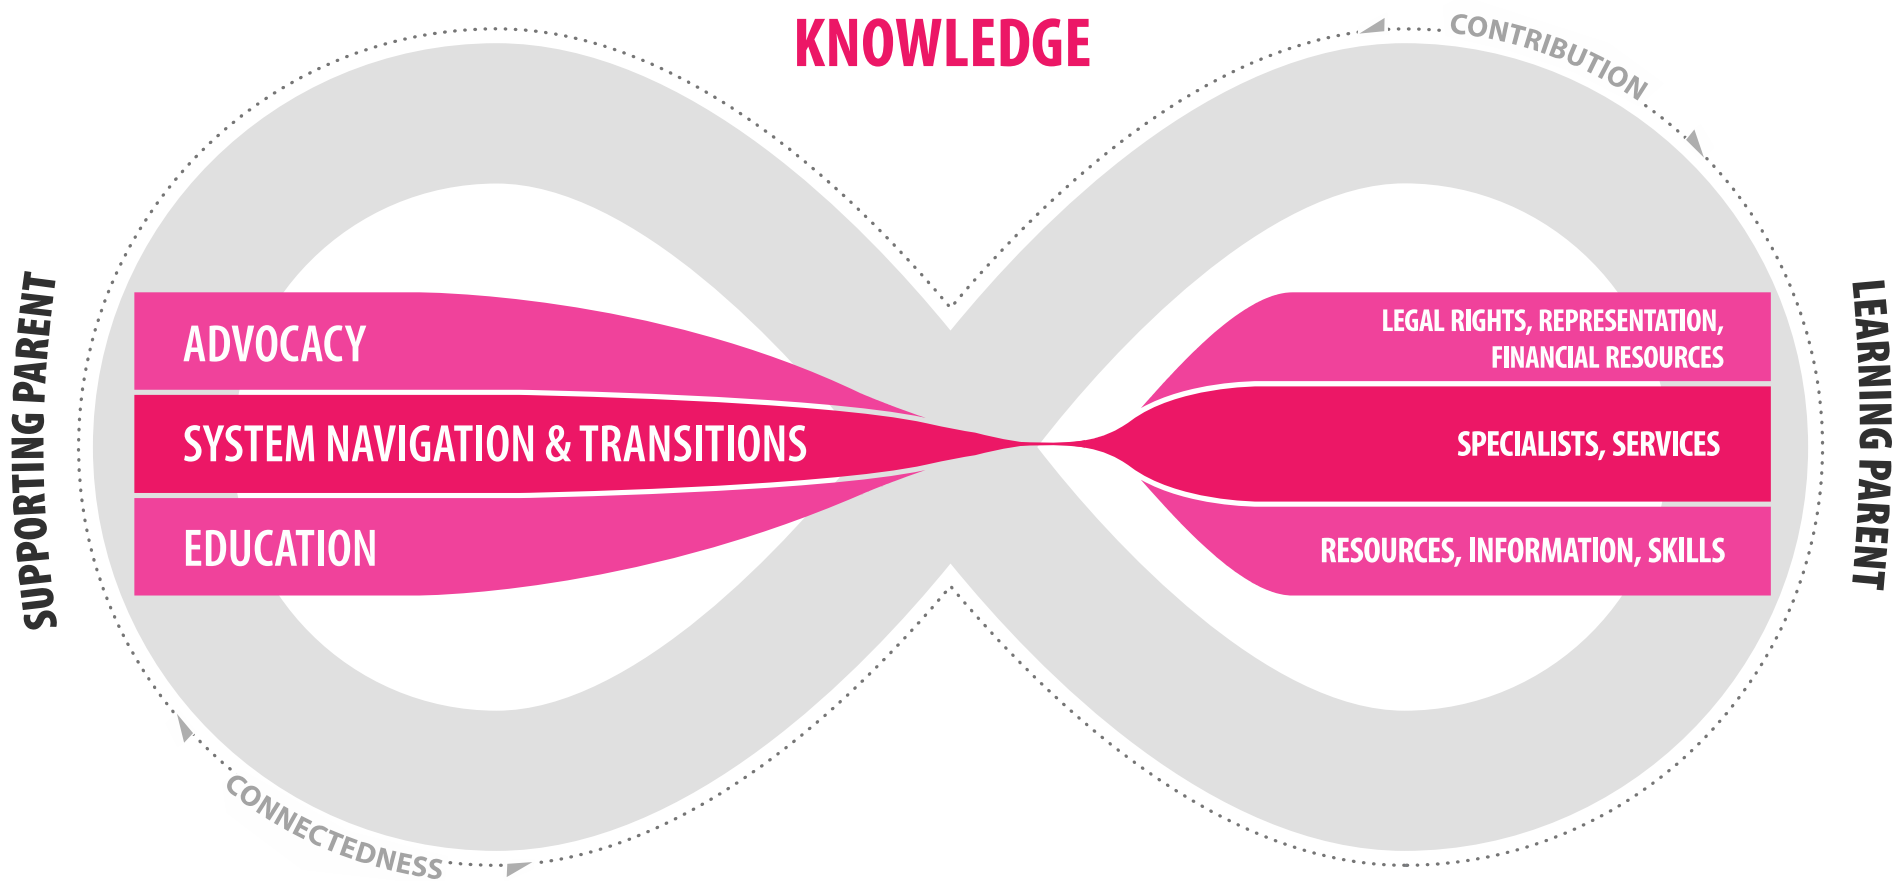 KNOWLEDGE
CONTRIBUTION
SUPPORTING PARENT
ADVOCACY
SYSTEM NAVIGATION & TRANSITIONS
EDUCATION
LEGAL RIGHTS, REPRESENTATION,
FINANCIAL RESOURCES
SPECIALISTS, SERVICES
RESOURCES, INFORMATION, SKILLS
LEARNING PARENT
CONNECTEDNESS